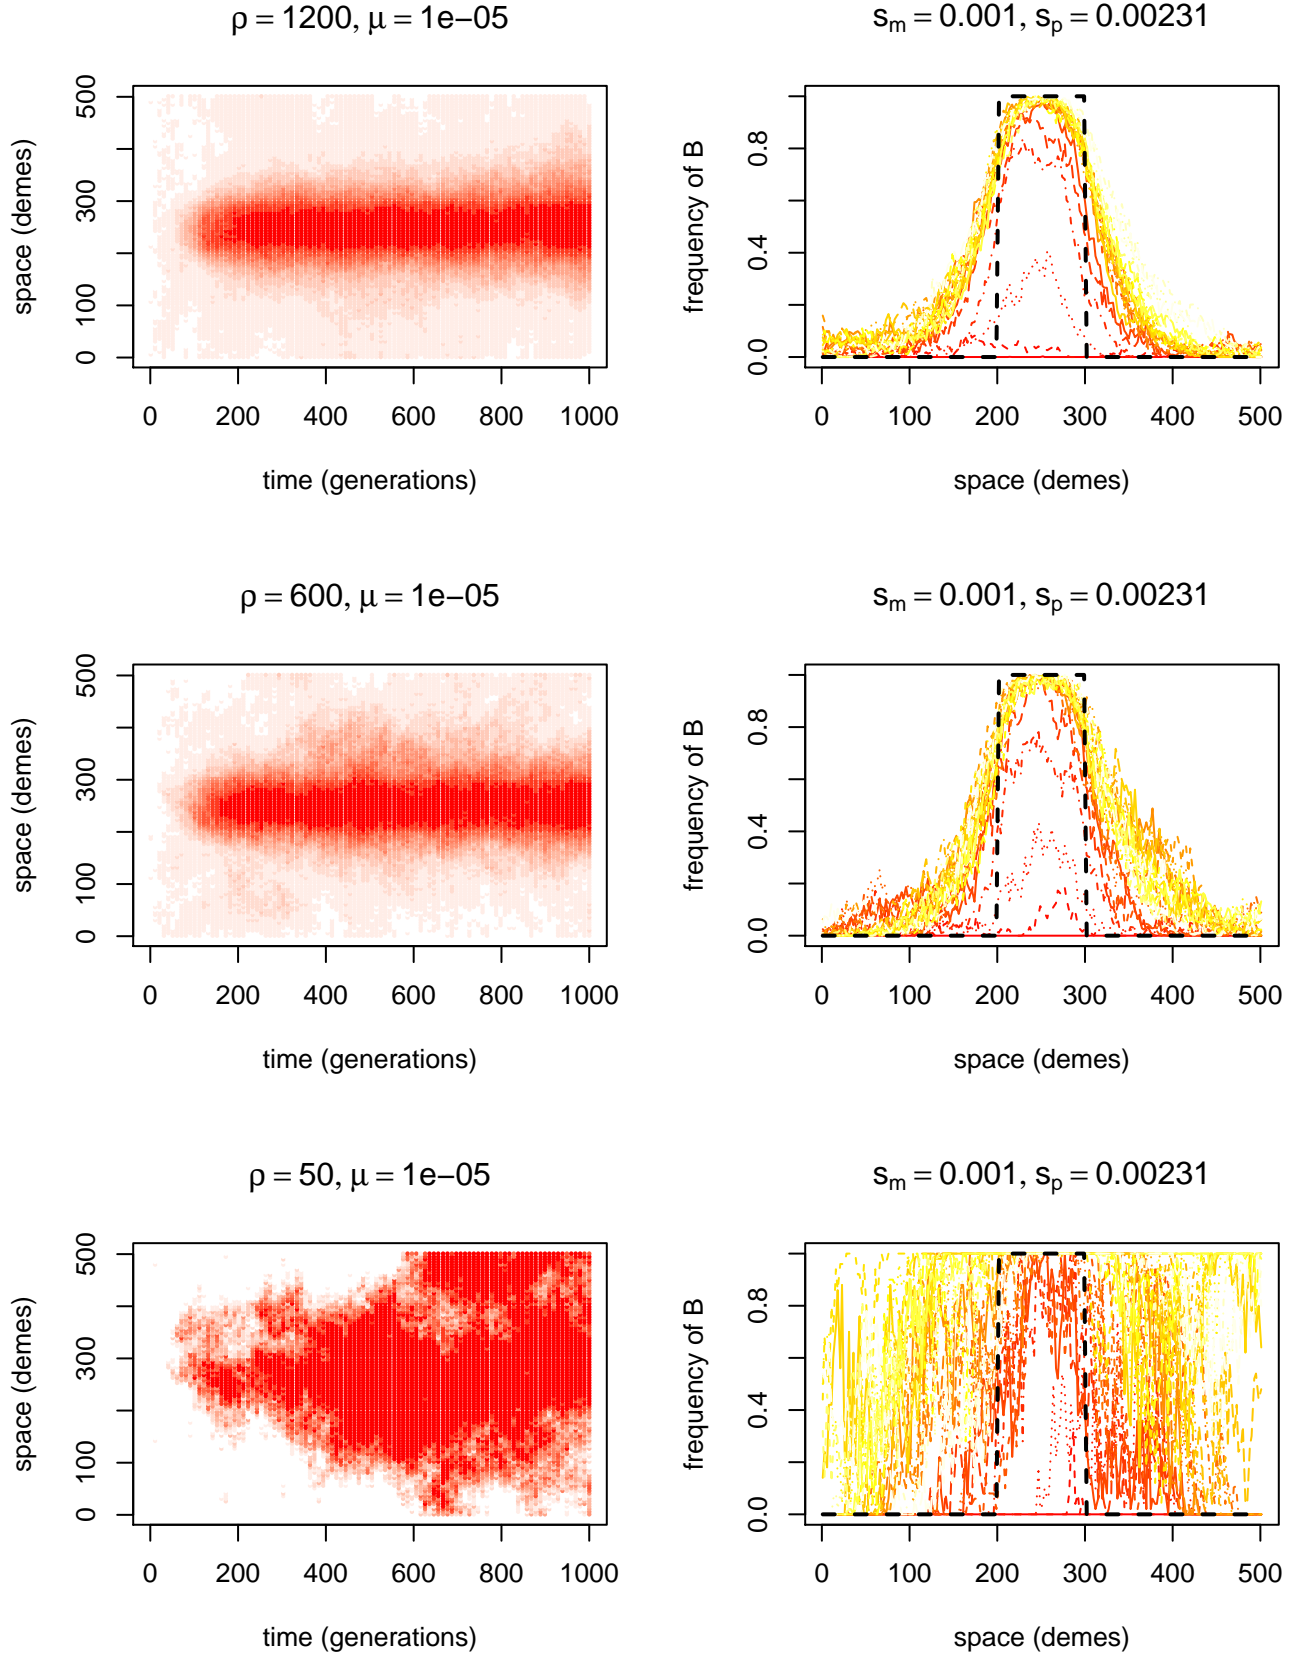 ρ = 1200, μ = 1e−05
space (demes)
500
300
100
0
0 200 400 600 800 1000
time (generations)
s_m = 0.001, s_p = 0.00231
frequency of B
0.8
0.4
0.0
0 100 200 300 400 500
space (demes)
ρ = 600, μ = 1e−05
space (demes)
500
300
100
0
0 200 400 600 800 1000
time (generations)
s_m = 0.001, s_p = 0.00231
frequency of B
0.8
0.4
0.0
0 100 200 300 400 500
space (demes)
ρ = 50, μ = 1e−05
space (demes)
500
300
100
0
0 200 400 600 800 1000
time (generations)
s_m = 0.001, s_p = 0.00231
frequency of B
0.8
0.4
0.0
0 100 200 300 400 500
space (demes)